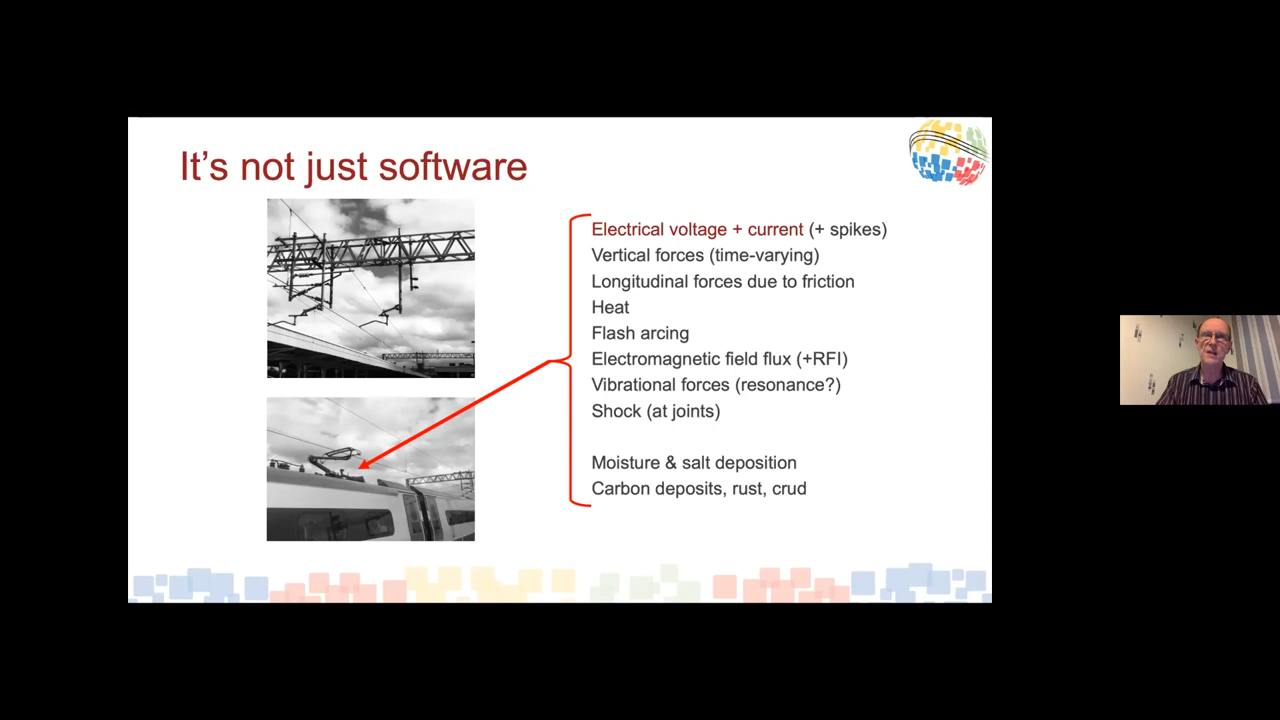 It's not just software
Electrical voltage + current (+ spikes)
Vertical forces (time-varying)
Longitudinal forces due to friction
Heat
Flash arcing
Electromagnetic field flux (+RFI)
Vibrational forces (resonance?)
Shock (at joints)
Moisture & salt deposition
Carbon deposits, rust, crud